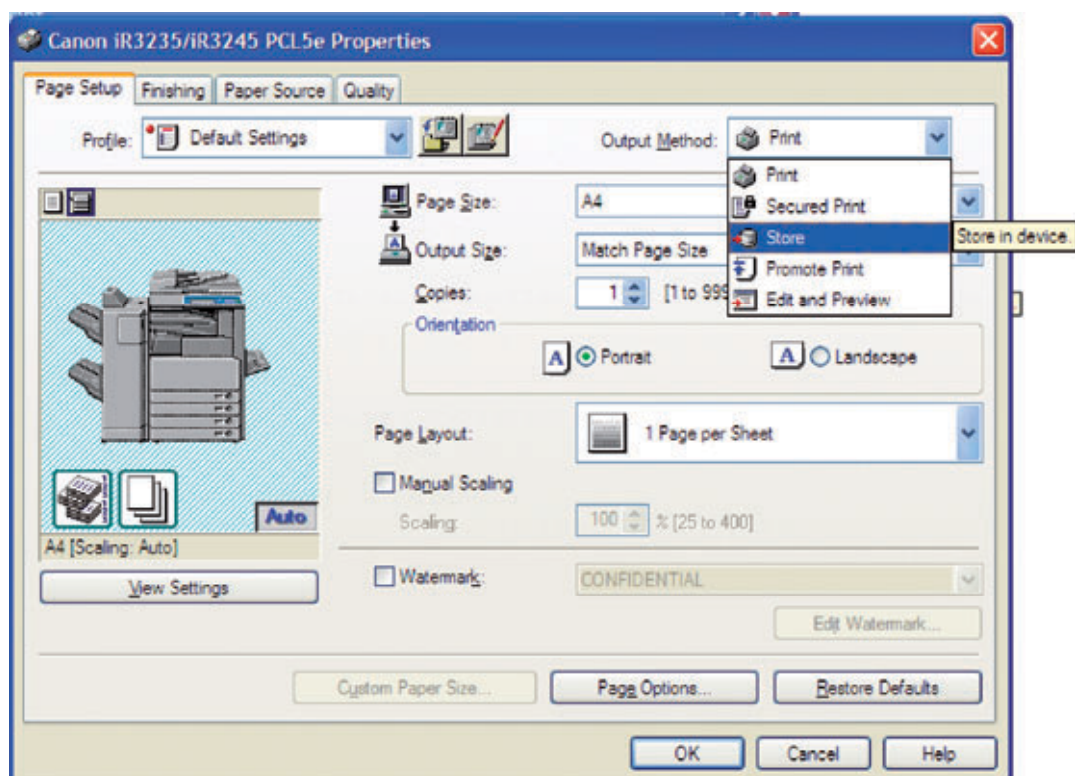 Canon iR3235/iR3245 PCL5e Properties
Page Setup Finishing Paper Source Quality
Profile: Default Settings
Output Method: Print
Print
Secured Print
Store
Store in device.
Promote Print
Edit and Preview
Page Size: A4
Output Size: Match Page Size
Copies: 1 [1 to 999
Orientation
A Portrait
A Landscape
Page Layout: 1 Page per Sheet
Manual Scaling
Scaling: 100 % [25 to 400]
Auto
A4 [Scaling: Auto]
View Settings
Watermark: CONFIDENTIAL
Edit Watermark...
Custom Paper Size... Page Options... Restore Defaults
OK Cancel Help